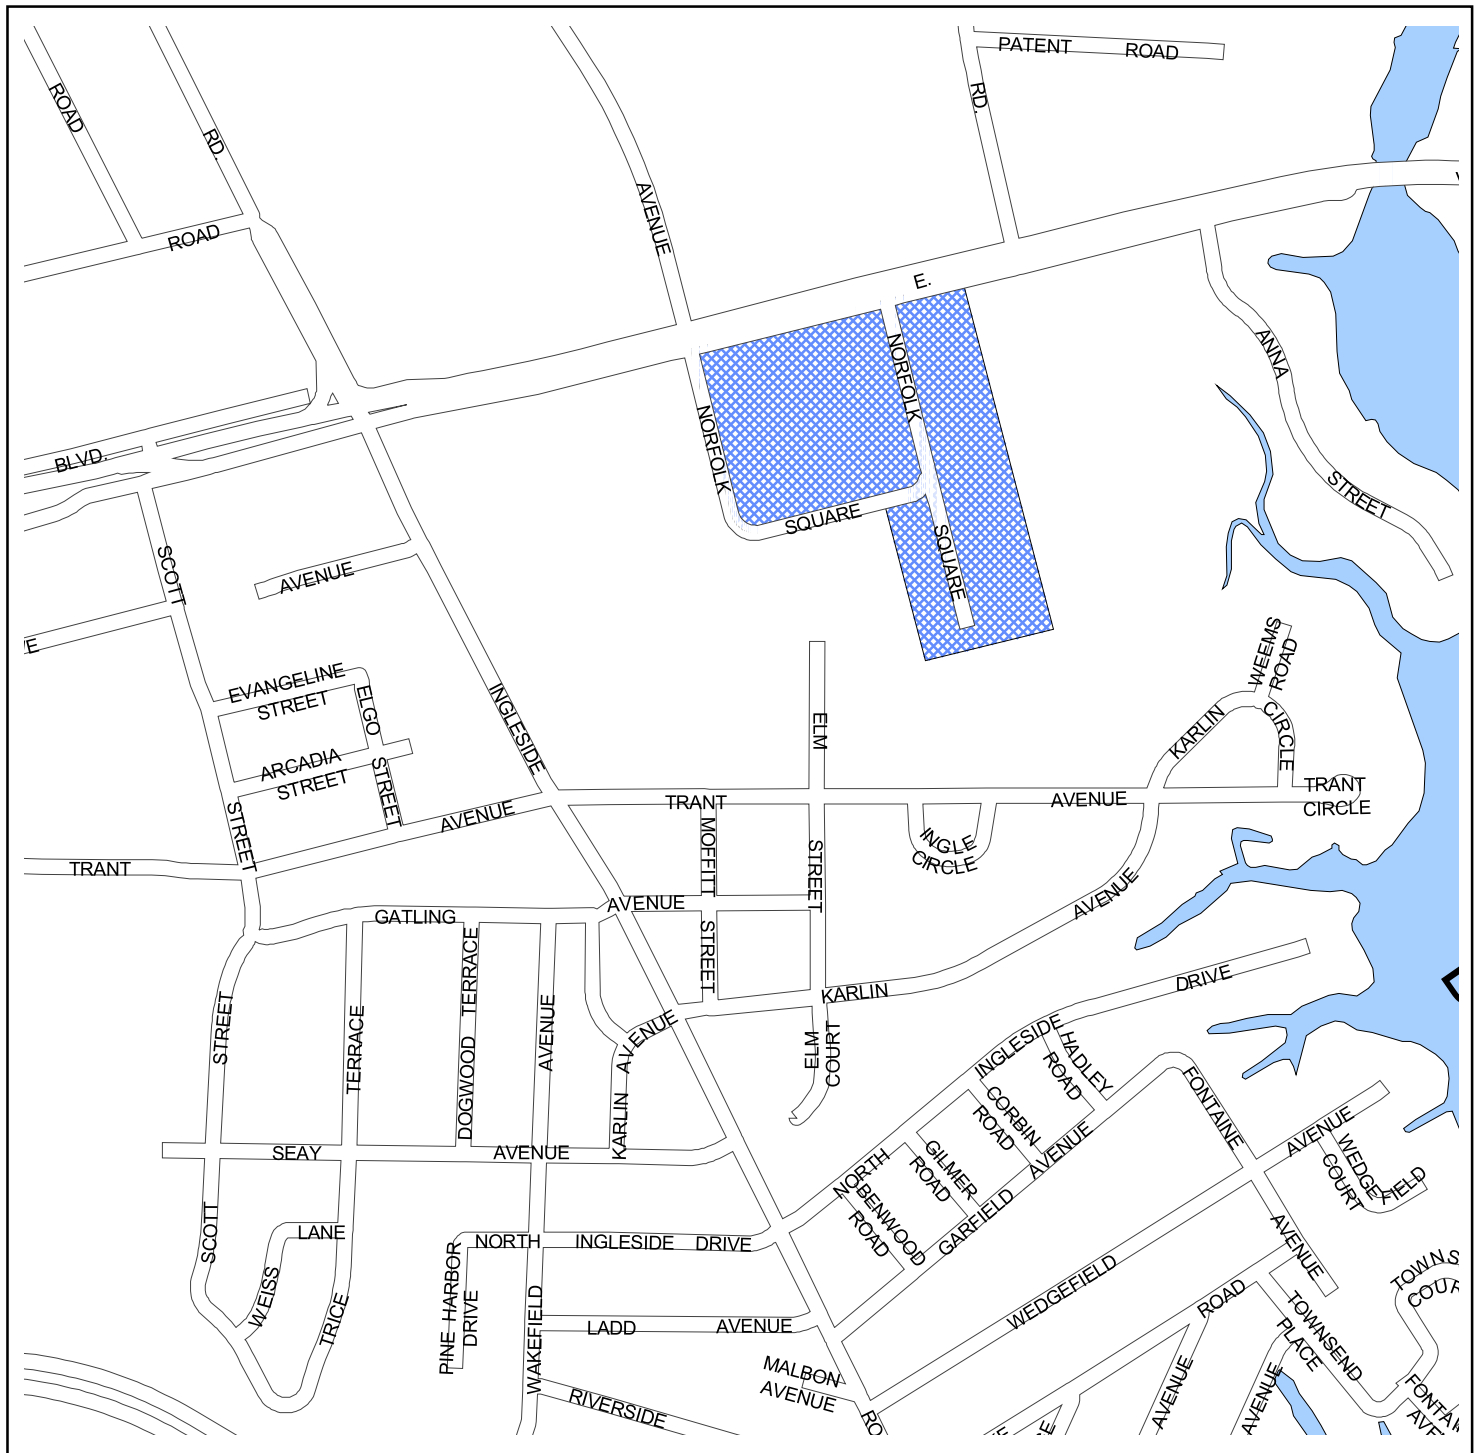 PATENT ROAD
ROAD
RD.
RD.
AVENUE
ROAD
E.
ANNA
STREET
NORFOLK
NORFOLK
SQUARE
SQUARE
BLVD.
SCOTT
AVENUE
EVANGELINE
STREET
ELGO
STREET
ARCADIA
STREET
STREET
INGLESIDE
ELM
WEEMS
ROAD
KARLIN
CIRCLE
TRANT
CIRCLE
TRANT
AVENUE
AVENUE
TRANT
MOFFITT
STREET
STREET
INGLE
CIRCLE
AVENUE
GATLING
AVENUE
KARLIN
DRIVE
STREET
TERRACE
DOGWOOD TERRACE
AVENUE
AVENUE
KARLIN
ELM
COURT
INGLESIDE
HADLEY
ROAD
CORBIN
ROAD
GILMER
ROAD
NORTH
BENWOOD
ROAD
GARFIELD
AVENUE
FONTAINE
AVENUE
AVENUE
WEDGEFIELD
COURT
SEAY
AVENUE
SCOTT
LANE
WEISS
TRICE
NORTH INGLESIDE DRIVE
PINE HARBOR
DRIVE
WAKEFIELD
LADD
AVENUE
MALBON
AVENUE
RIVERSIDE
WEDGEFIELD
ROAD
TOWNSEND
PLACE
AVENUE
AVENUE